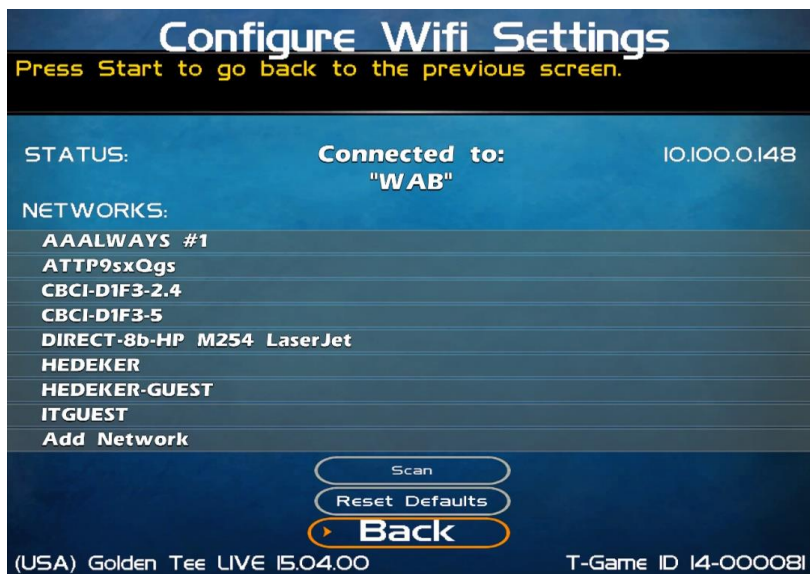 Configure Wifi Settings
Press Start to go back to the previous screen.
STATUS: Connected to: 10.100.0.148
"WAB"
NETWORKS:
AAALWAYS #1
ATTP9sxQgs
CBCI-D1F3-2.4
CBCI-D1F3-5
DIRECT-8b-HP M254 LaserJet
HEDEKER
HEDEKER-GUEST
ITGUEST
Add Network
Scan
Reset Defaults
Back
(USA) Golden Tee LIVE 15.04.00 T-Game ID 14-000081